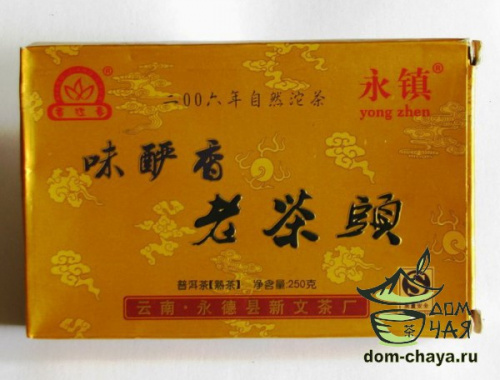 永镇®
yong zhen
®
二00六年自然沱茶
味酽香
老茶頭
普洱茶[熟茶] 净含量:250克
云南·永德县新文茶厂
ДОМ
ЧАЯ
茶
dom-chaya.ru